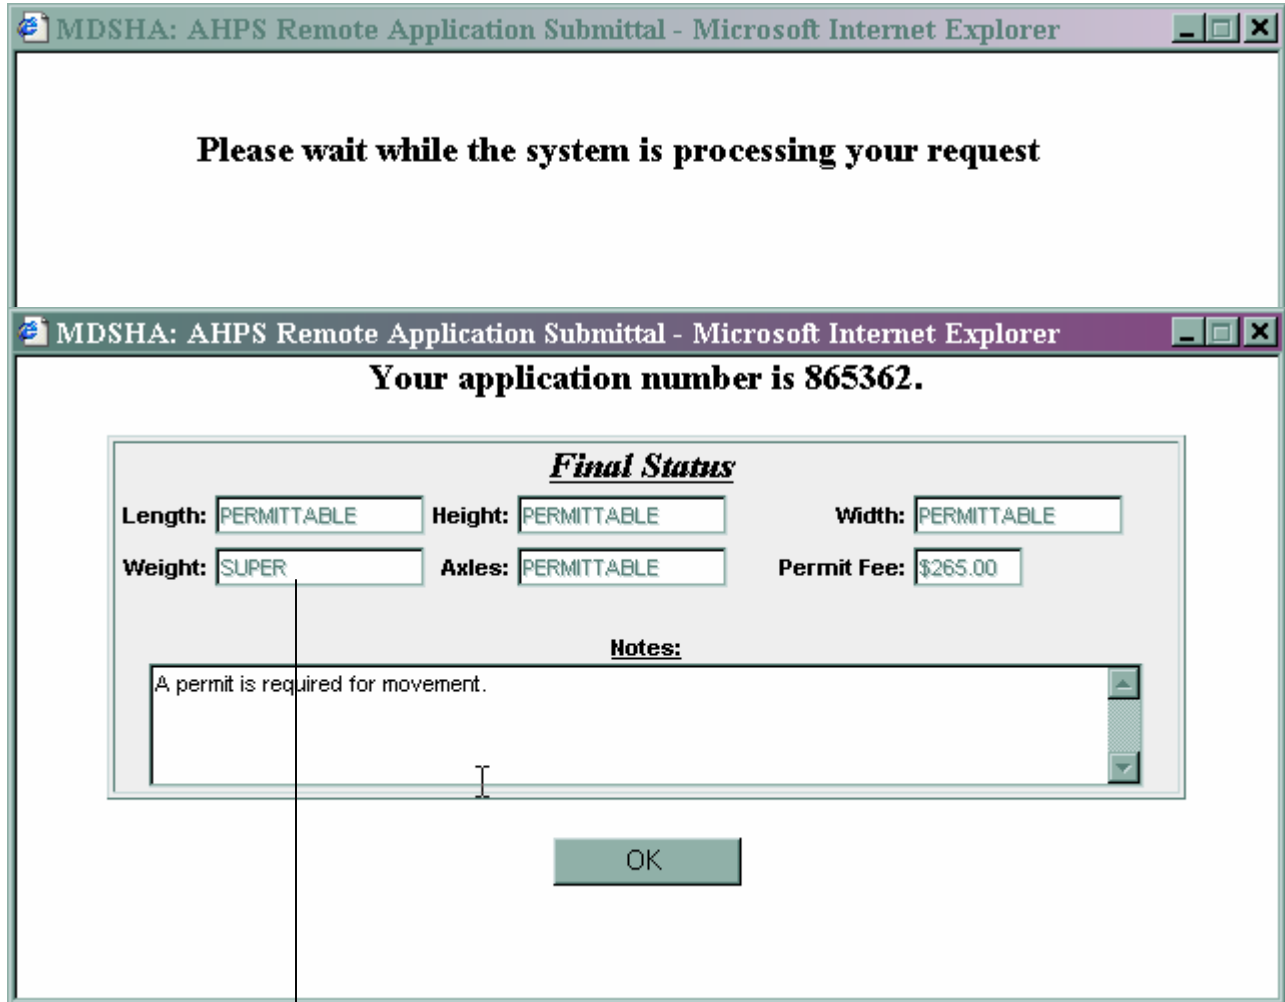 MDSHA: AHPS Remote Application Submittal - Microsoft Internet Explorer
Please wait while the system is processing your request
MDSHA: AHPS Remote Application Submittal - Microsoft Internet Explorer
Your application number is 865362.
Final Status
Length: PERMITTABLE Height: PERMITTABLE Width: PERMITTABLE
Weight: SUPER Axles: PERMITTABLE Permit Fee: $265.00
Notes:
A permit is required for movement.
OK